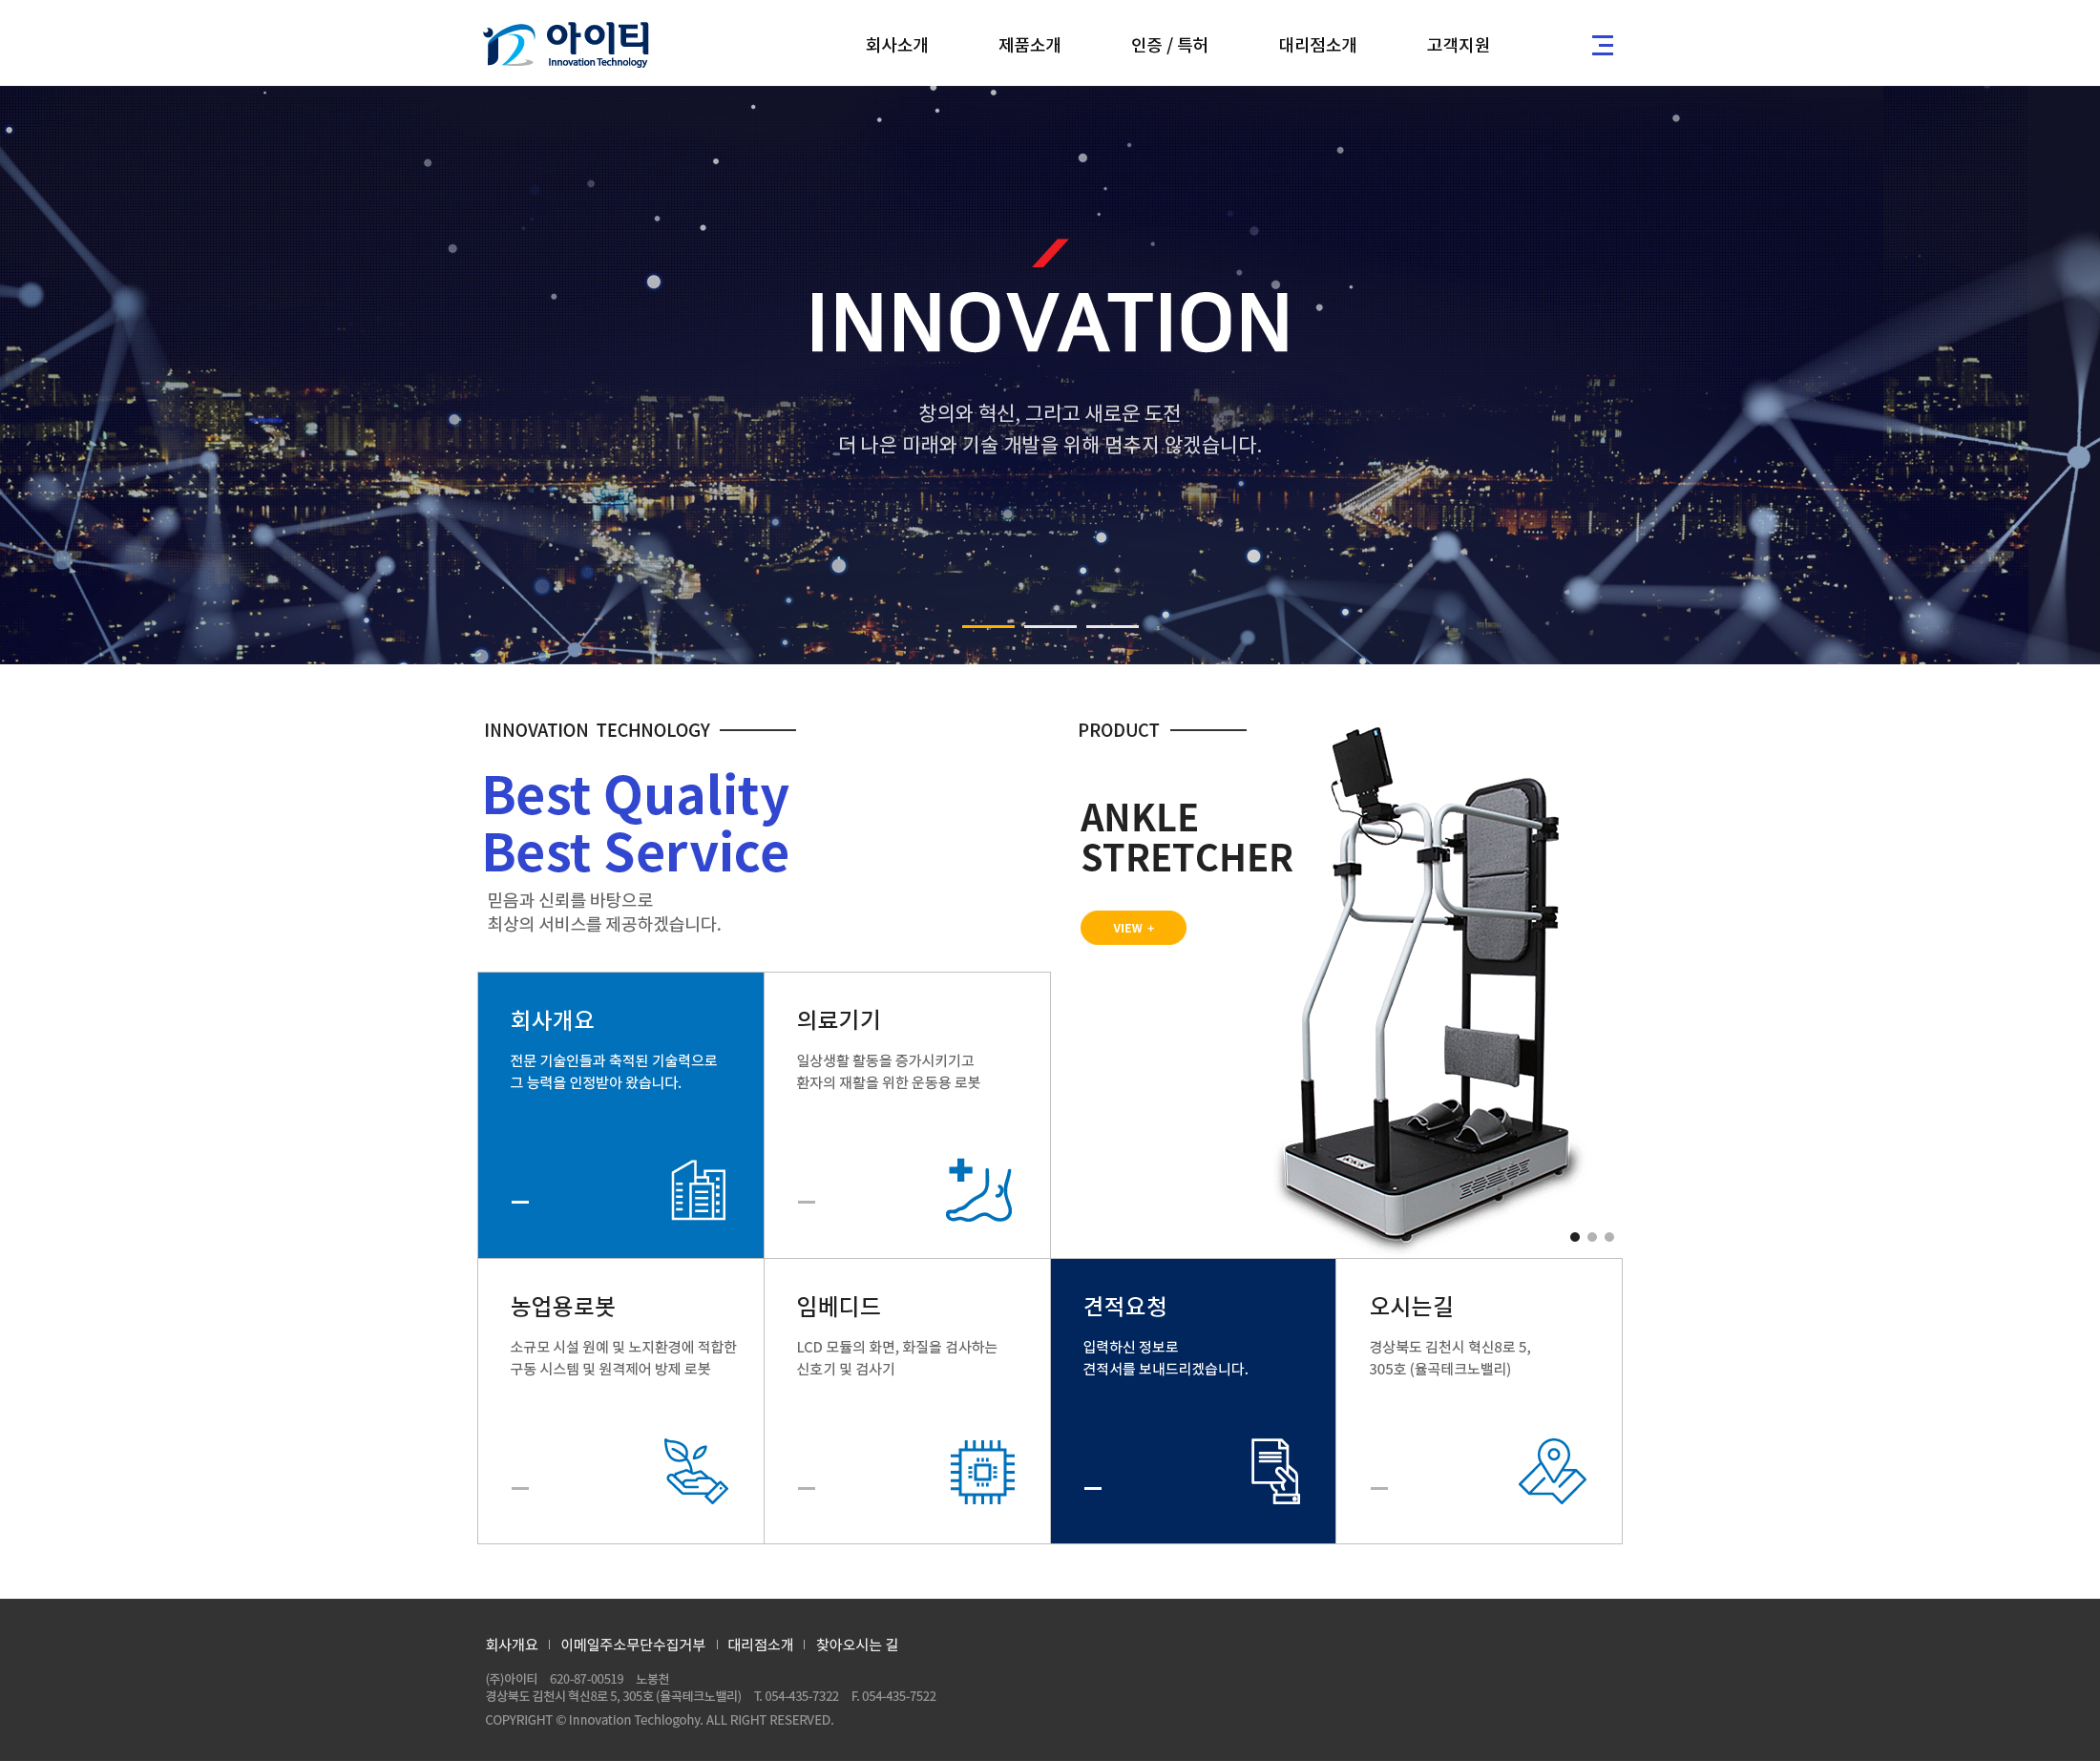 아이티
Innovation Technology
회사소개
제품소개
인증 / 특허
대리점소개
고객지원
INNOVATION
창의와 혁신, 그리고 새로운 도전
더 나은 미래와 기술 개발을 위해 멈추지 않겠습니다.
INNOVATION TECHNOLOGY
Best Quality
Best Service
믿음과 신뢰를 바탕으로
최상의 서비스를 제공하겠습니다.
PRODUCT
ANKLE
STRETCHER
VIEW +
회사개요
전문 기술인들과 축적된 기술력으로
그 능력을 인정받아 왔습니다.
의료기기
일상생활 활동을 증가시키기고
환자의 재활을 위한 운동용 로봇
농업용로봇
소규모 시설 원예 및 노지환경에 적합한
구동 시스템 및 원격제어 방제 로봇
임베디드
LCD 모듈의 화면, 화질을 검사하는
신호기 및 검사기
견적요청
입력하신 정보로
견적서를 보내드리겠습니다.
오시는길
경상북도 김천시 혁신8로 5,
305호 (율곡테크노밸리)
회사개요 | 이메일주소무단수집거부 | 대리점소개 | 찾아오시는 길
(주)아이티 620-87-00519 노봉천
경상북도 김천시 혁신8로 5, 305호 (율곡테크노밸리) T. 054-435-7322 F. 054-435-7522
COPYRIGHT © Innovation Techlogohy. ALL RIGHT RESERVED.